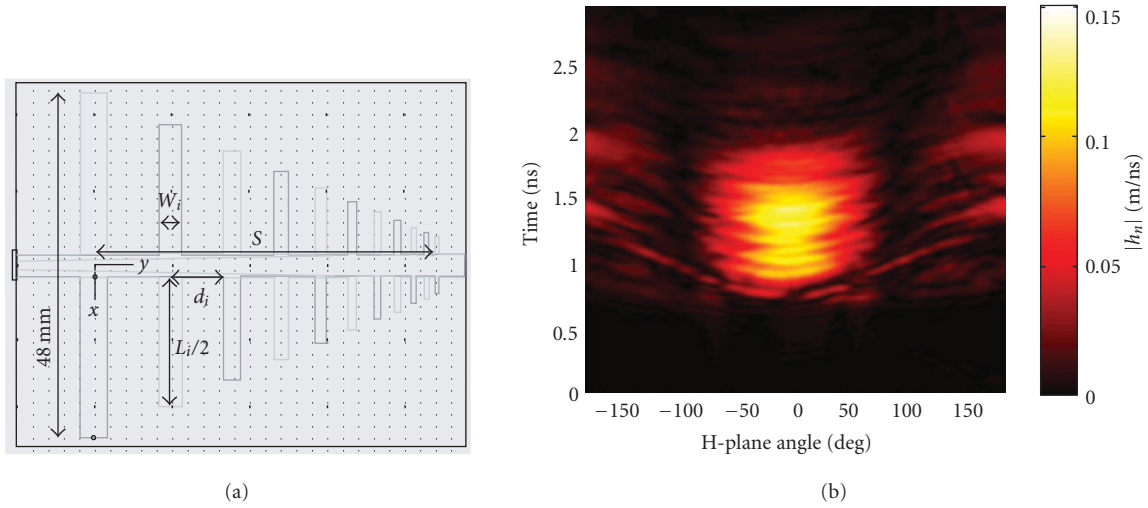 48 mm
W_i
S
y
x
d_i
L_i/2
(a)
Time (ns)
2.5
2
1.5
1
0.5
0
−150 −100 −50 0 50 100 150
H-plane angle (deg)
0.15
0.1
0.05
0
|h_n| (m/ns)
(b)